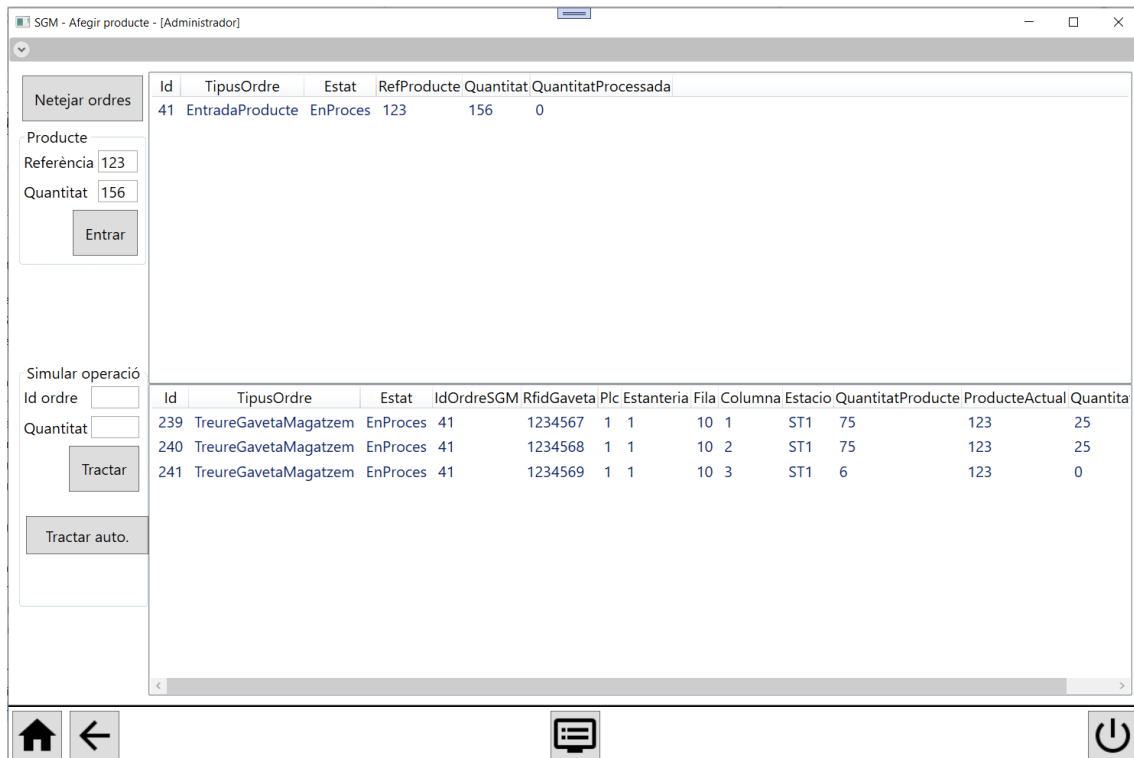 SGM - Afegir producte - [Administrador]
Netejar ordres
Producte
Referència 123
Quantitat 156
Entrar
Id TipusOrdre Estat RefProducte Quantitat QuantitatProcessada
41 EntradaProducte EnProces 123 156 0
Simular operació
Id ordre
Quantitat
Tractar
Tractar auto.
Id TipusOrdre Estat IdOrdreSGM RfidGaveta Plc Estanteria Fila Columna Estacio QuantitatProducte ProducteActual Quantita
239 TreureGavetaMagatzem EnProces 41 1234567 1 1 10 1 ST1 75 123 25
240 TreureGavetaMagatzem EnProces 41 1234568 1 1 10 2 ST1 75 123 25
241 TreureGavetaMagatzem EnProces 41 1234569 1 1 10 3 ST1 6 123 0